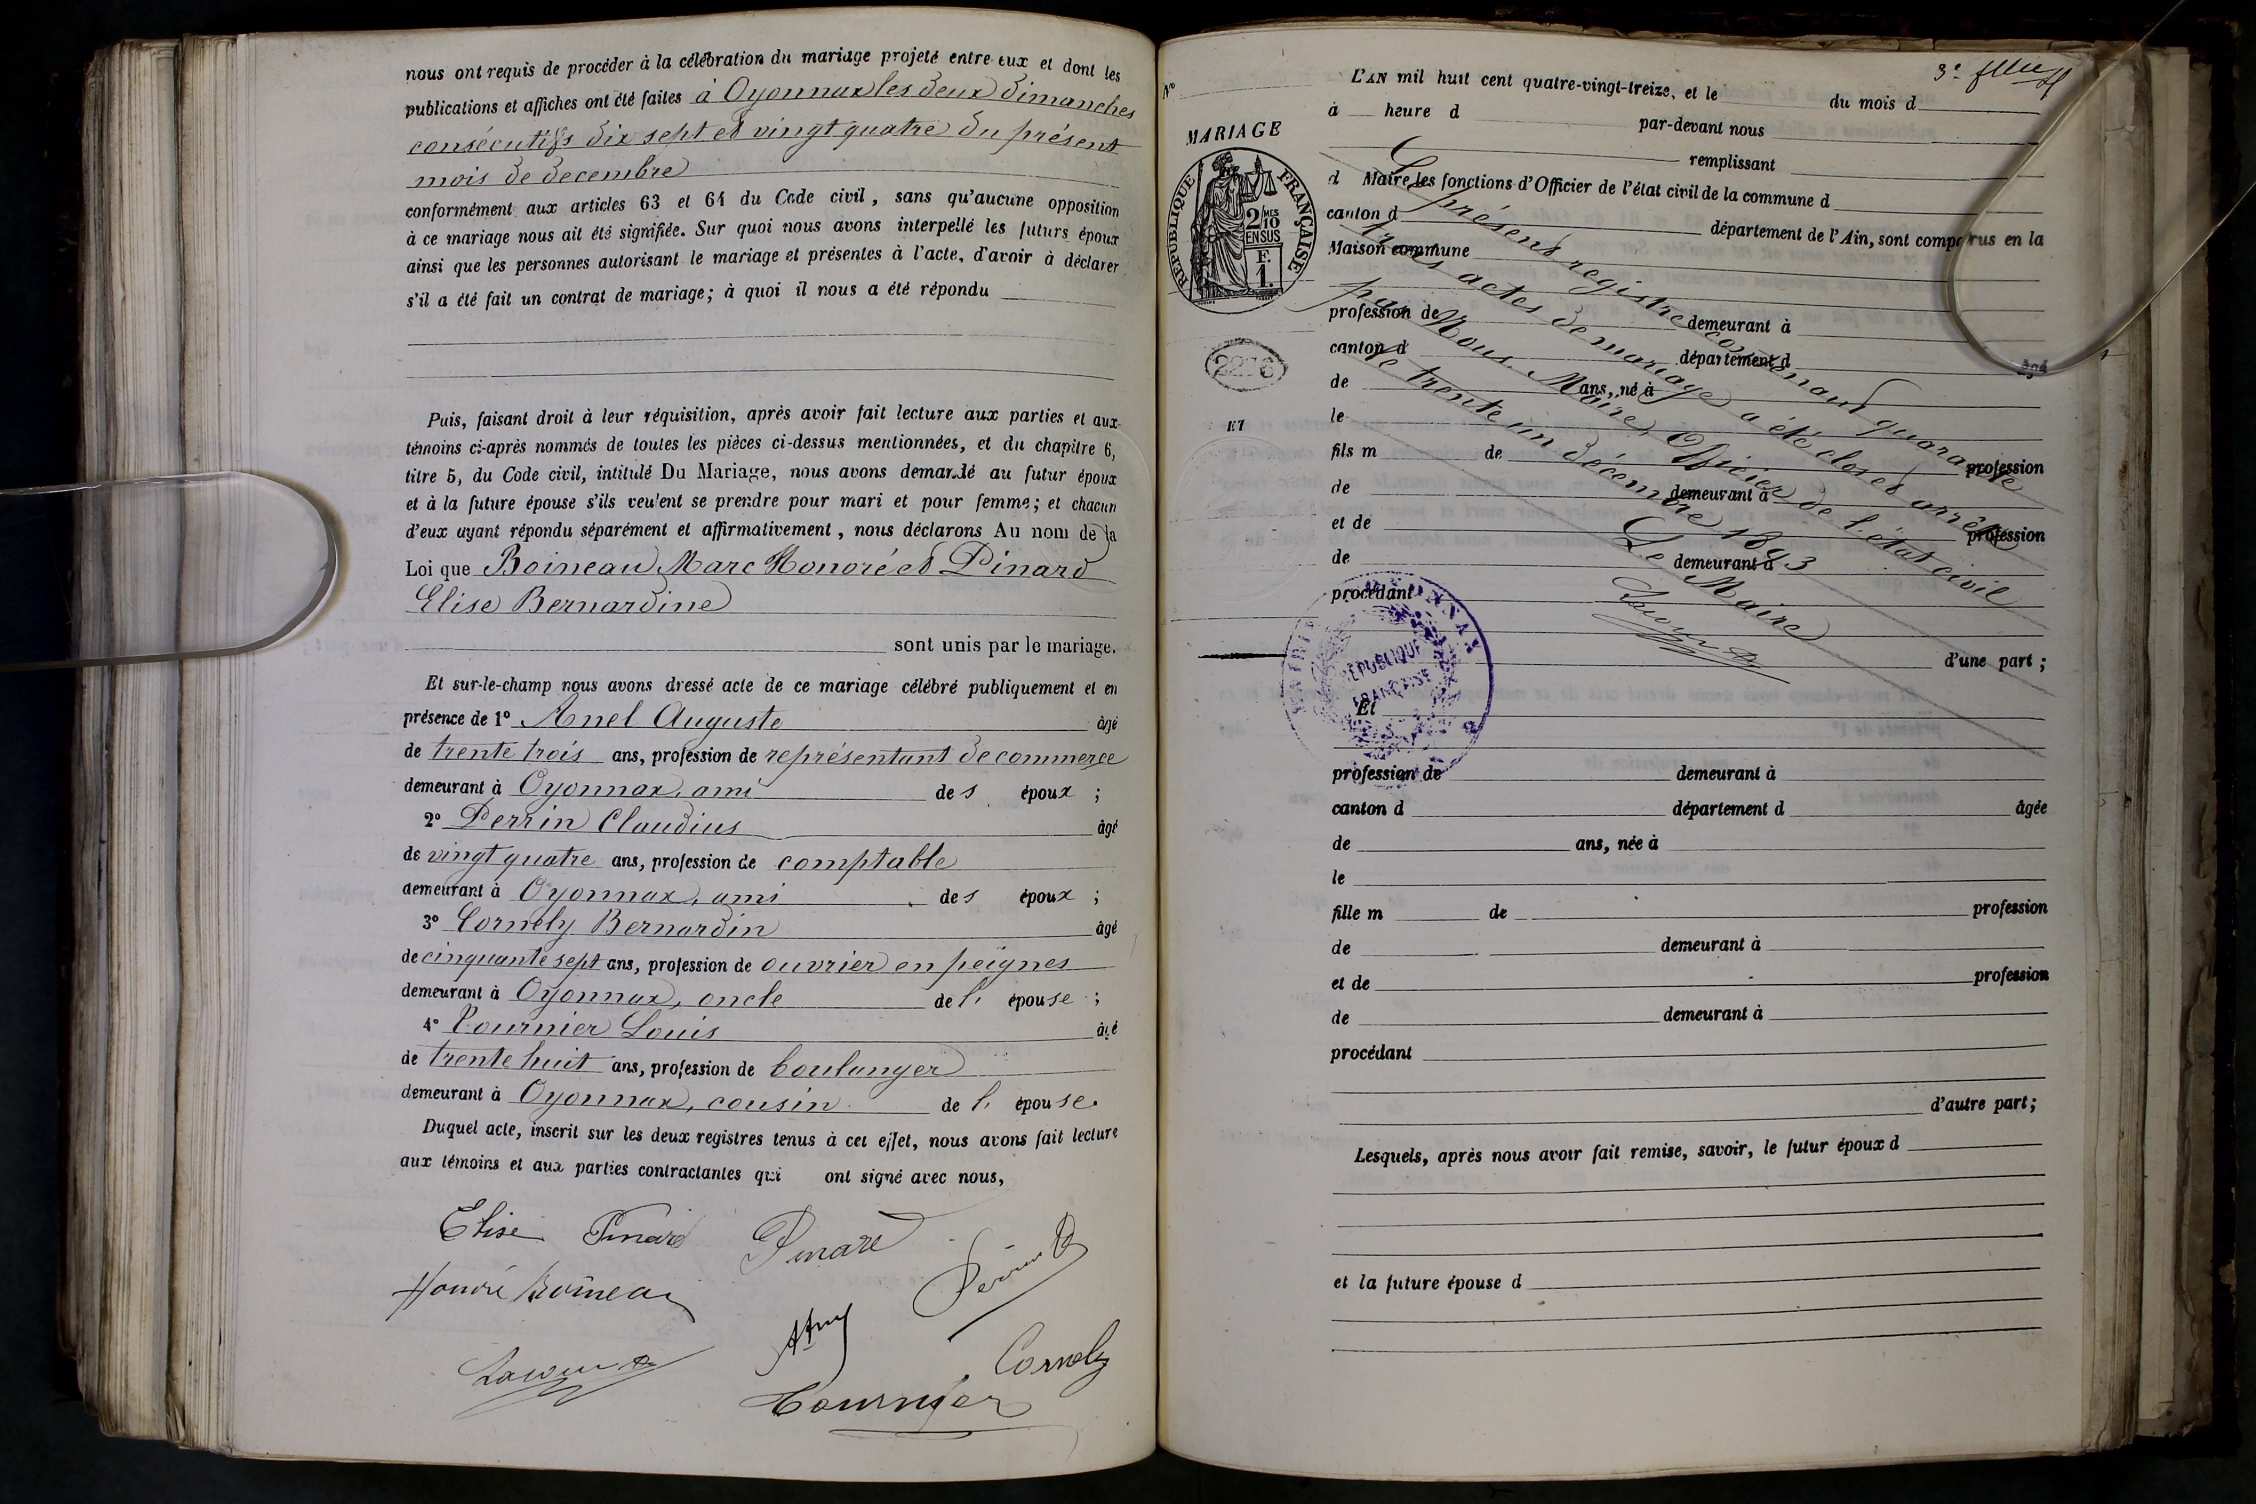 nous ont requis de procéder à la célébration du mariage projeté entre eux et dont les
publications et affiches ont été faites à Oyonnax les deux dimanches
consécutifs dix sept et vingt quatre du présent
mois de decembre
conformément aux articles 63 et 64 du Code civil, sans qu'aucune opposition
à ce mariage nous ait été signifiée. Sur quoi nous avons interpellé les futurs époux
ainsi que les personnes autorisant le mariage et présentes à l'acte, d'avoir à déclarer
s'il a été fait un contrat de mariage; à quoi il nous a été répondu
Puis, faisant droit à leur réquisition, après avoir fait lecture aux parties et aux
témoins ci-après nommés de toutes les pièces ci-dessus mentionnées, et du chapitre 6,
titre 5, du Code civil, intitulé Du Mariage, nous avons demandé au futur époux
et à la future épouse s'ils veulent se prendre pour mari et pour femme; et chacun
d'eux ayant répondu séparément et affirmativement, nous déclarons Au nom de la
Loi que Boineau Marc Honoré et Pinard
Elise Bernardine
sont unis par le mariage.
Et sur-le-champ nous avons dressé acte de ce mariage célébré publiquement et en
présence de 1° Anel Auguste âgé
de trente trois ans, profession de représentant de commerce
demeurant à Oyonnax, ami des époux ;
2° Perrin Claudius âgé
de vingt quatre ans, profession de comptable
demeurant à Oyonnax, ami des époux ;
3° Cornely Bernardin âgé
de cinquante sept ans, profession de ouvrier en peignes
demeurant à Oyonnax, oncle de l' épouse ;
4° Tournier Louis âgé
de trente huit ans, profession de boulanger
demeurant à Oyonnax, cousin de l' épouse.
Duquel acte, inscrit sur les deux registres tenus à cet effet, nous avons fait lecture
aux témoins et aux parties contractantes qui ont signé avec nous,
Elise Pinard Pinard
Honoré Boineau Perrin
Cornely
Tournier
3e
N°
L'AN mil huit cent quatre-vingt-treize, et le du mois d
à heure d par-devant nous
remplissant
d Maire les fonctions d'Officier de l'état civil de la commune d
canton d département de l'Ain, sont comparus en la
Maison commune
profession de demeurant à
canton d département d âgé
de ans, né à
le
fils m de profession
de demeurant à
et de profession
de demeurant à
procédant
d'une part ;
Et
profession de demeurant à
canton d département d âgée
de ans, née à
le
fille m de profession
de demeurant à
et de profession
de demeurant à
procédant
d'autre part ;
Lesquels, après nous avoir fait remise, savoir, le futur époux d
et la future épouse d
Le présent registre contenant quarante
trois actes de mariage a été clos et arrêté
par Nous, Maire, Officier de l'état civil
le trente un décembre 1893
Le Maire
MARIAGE
RÉPUBLIQUE FRANÇAISE
2/10 MES
EN SUS
F.
1.
2276
ET
RÉPUBLIQUE
FRANÇAISE